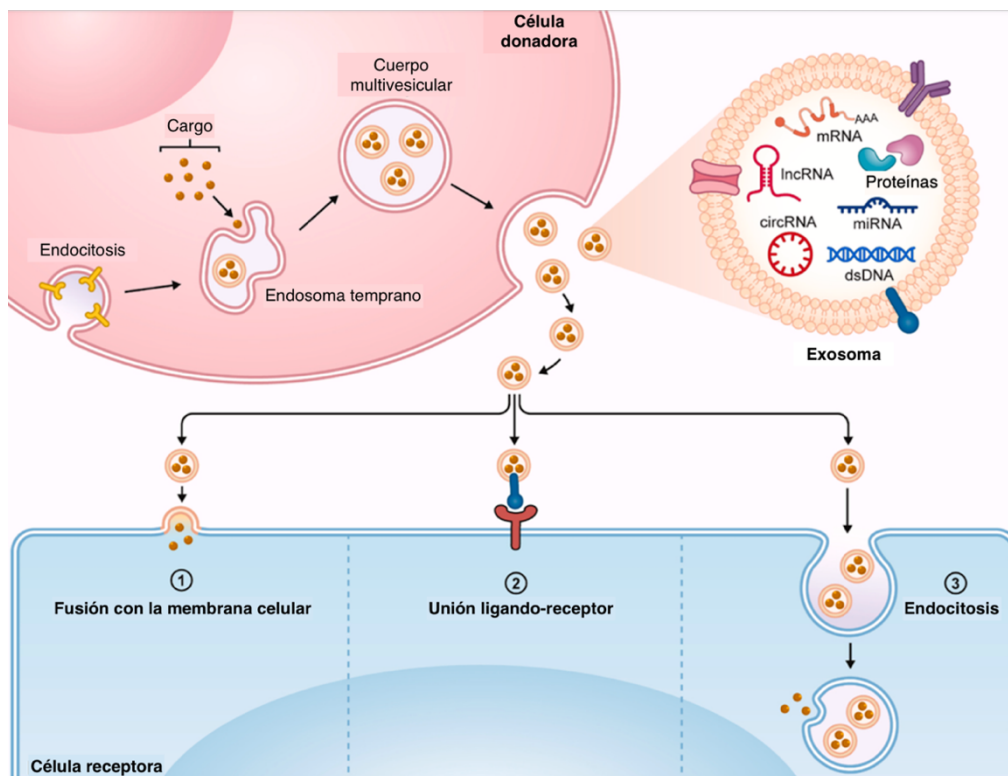 Célula
donadora
Cuerpo
multivesicular
Cargo
Endocitosis
Endosoma temprano
AAA
mRNA
lncRNA
Proteínas
circRNA
miRNA
dsDNA
Exosoma
1
Fusión con la membrana celular
2
Unión ligando-receptor
3
Endocitosis
Célula receptora